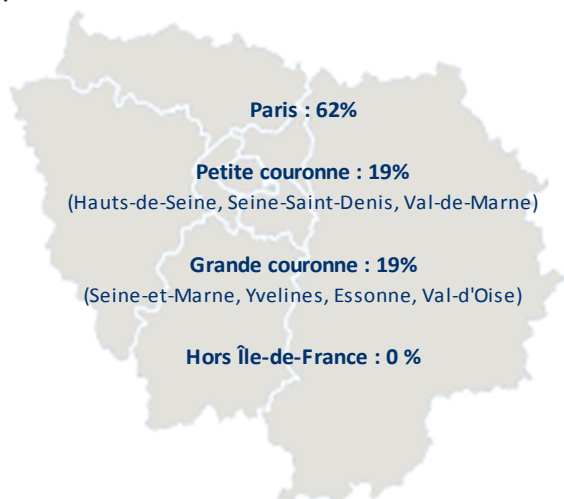 Paris : 62%
Petite couronne : 19%
(Hauts-de-Seine, Seine-Saint-Denis, Val-de-Marne)
Grande couronne : 19%
(Seine-et-Marne, Yvelines, Essonne, Val-d'Oise)
Hors Île-de-France : 0 %